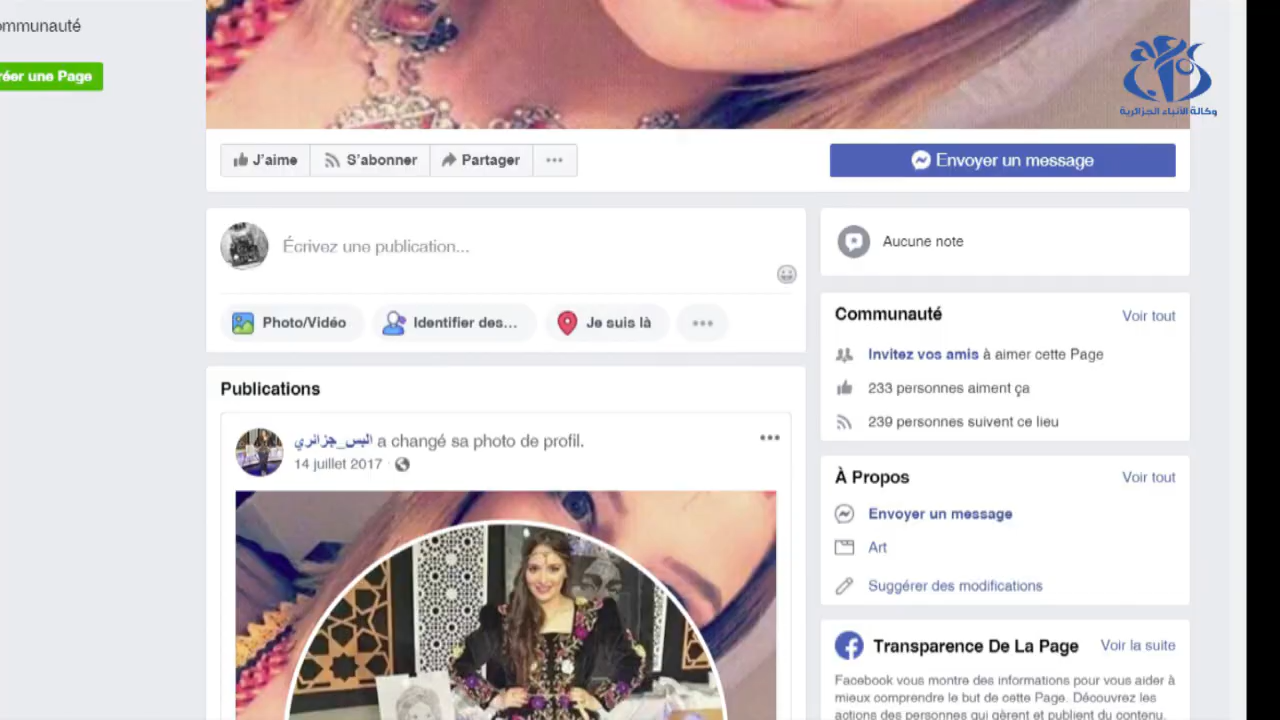 ommunauté
réer une Page
وكالة الأنباء الجزائرية
J'aime
S'abonner
Partager
Envoyer un message
Écrivez une publication...
Photo/Vidéo
Identifier des...
Je suis là
Publications
البس_جزائري a changé sa photo de profil.
14 juillet 2017
Aucune note
Communauté
Voir tout
Invitez vos amis à aimer cette Page
233 personnes aiment ça
239 personnes suivent ce lieu
À Propos
Voir tout
Envoyer un message
Art
Suggérer des modifications
Transparence De La Page
Voir la suite
Facebook vous montre des informations pour vous aider à
mieux comprendre le but de cette Page. Découvrez les
actions des personnes qui gèrent et publient du contenu.